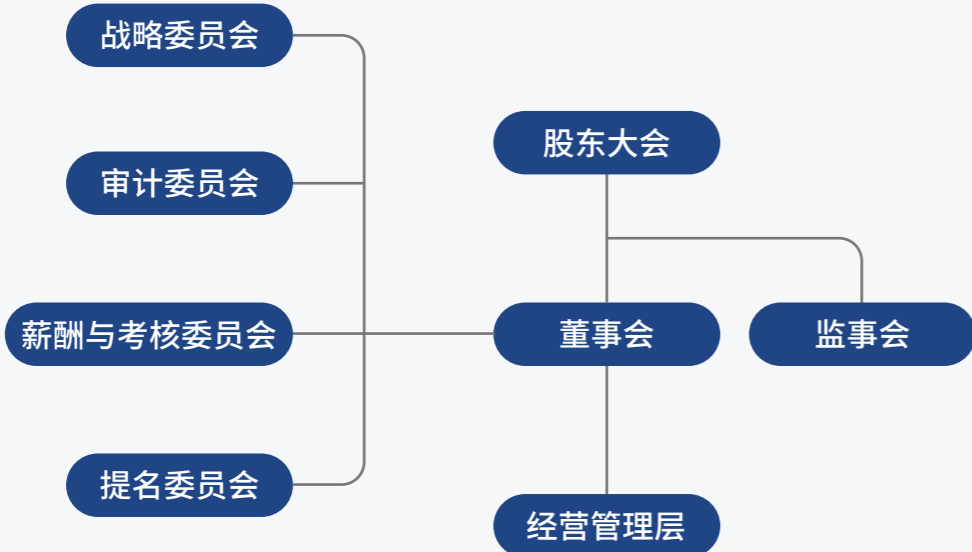 战略委员会
股东大会
审计委员会
薪酬与考核委员会
董事会
监事会
提名委员会
经营管理层